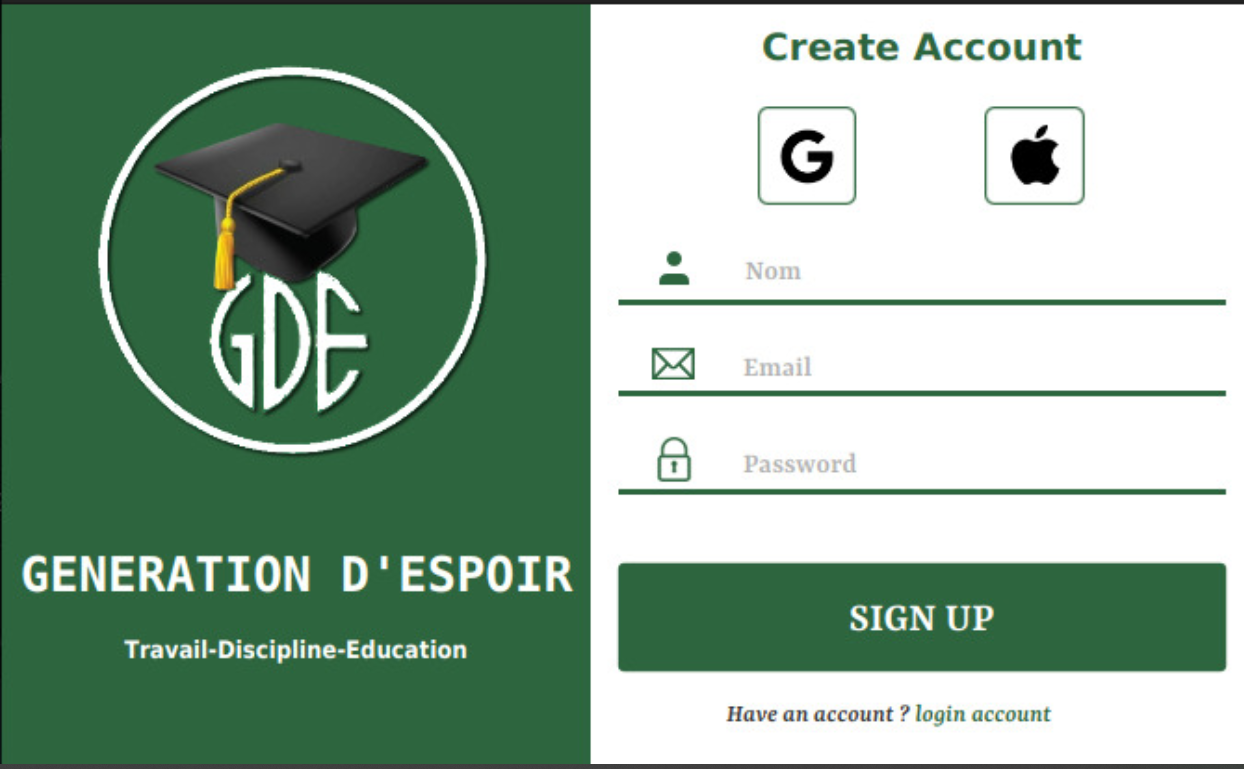 GDE
GENERATION D'ESPOIR
Travail-Discipline-Education
Create Account
G
Nom
Email
Password
SIGN UP
Have an account ? login account